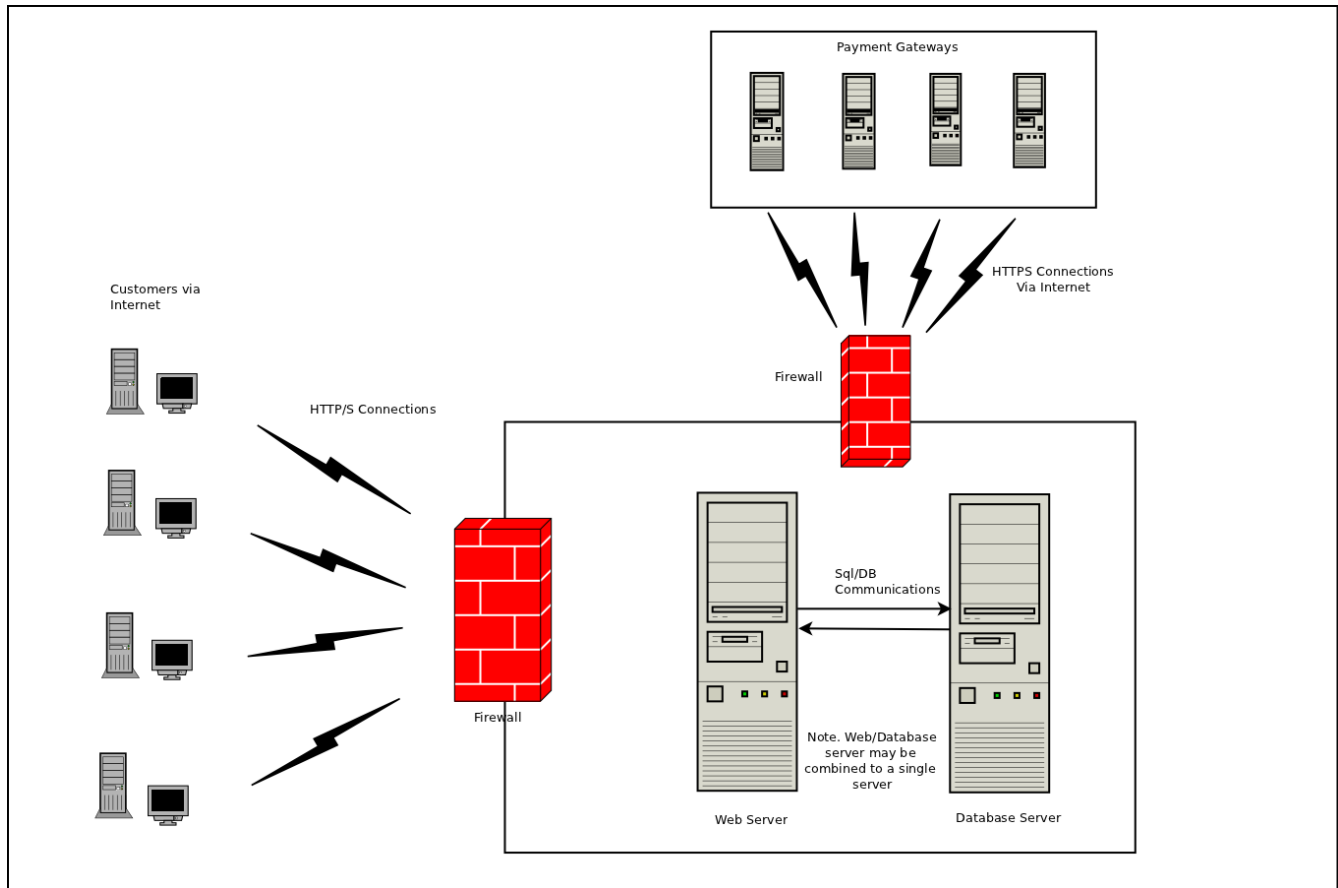 Payment Gateways
Customers via
Internet
HTTPS Connections
Via Internet
Firewall
HTTP/S Connections
Sql/DB
Communications
Firewall
Note. Web/Database
server may be
combined to a single
server
Web Server
Database Server